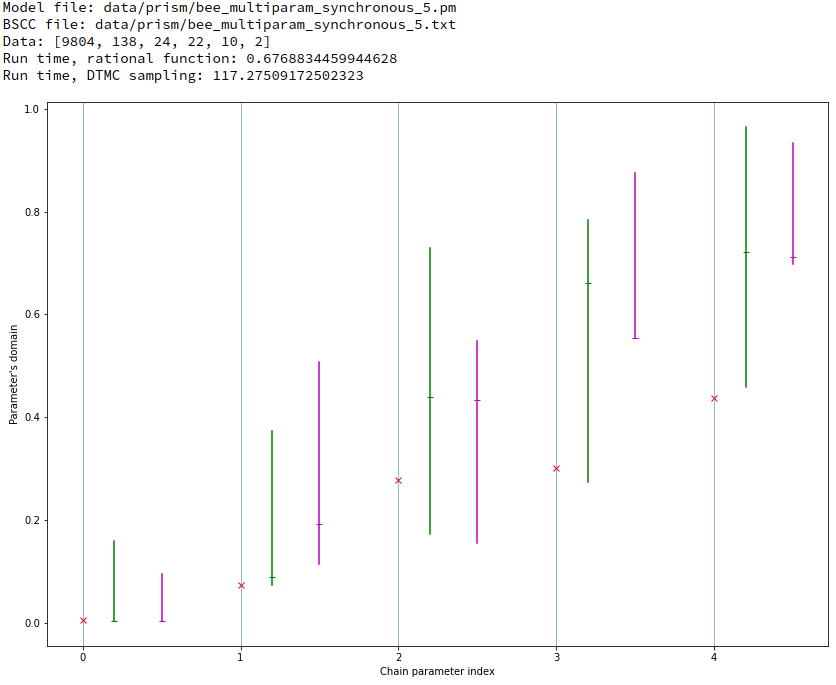 Model file: data/prism/bee_multiparam_synchronous_5.pm
BSCC file: data/prism/bee_multiparam_synchronous_5.txt
Data: [9804, 138, 24, 22, 10, 2]
Run time, rational function: 0.6768834459944628
Run time, DTMC sampling: 117.27509172502323
1.0
0.8
0.6
0.4
0.2
0.0
Parameter's domain
0 1 2 3 4
Chain parameter index